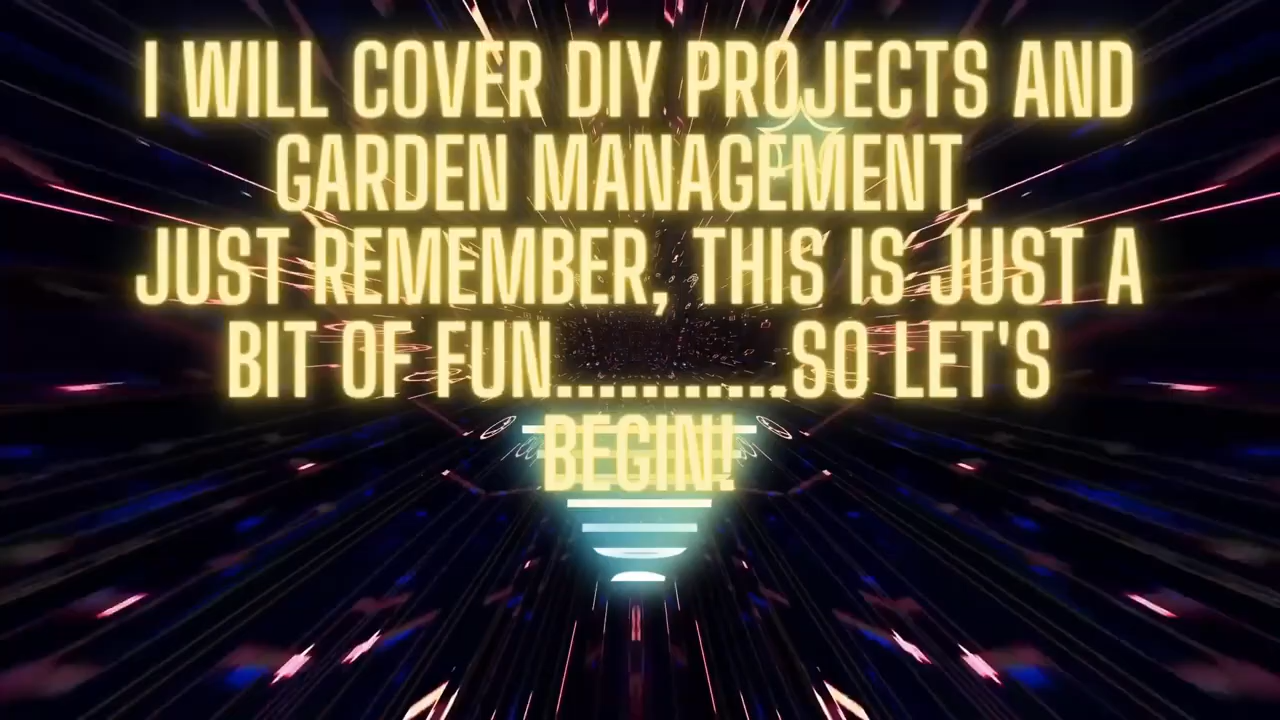 I WILL COVER DIY PROJECTS AND
GARDEN MANAGEMENT.
JUST REMEMBER, THIS IS JUST A
BIT OF FUN...........SO LET'S
BEGIN!